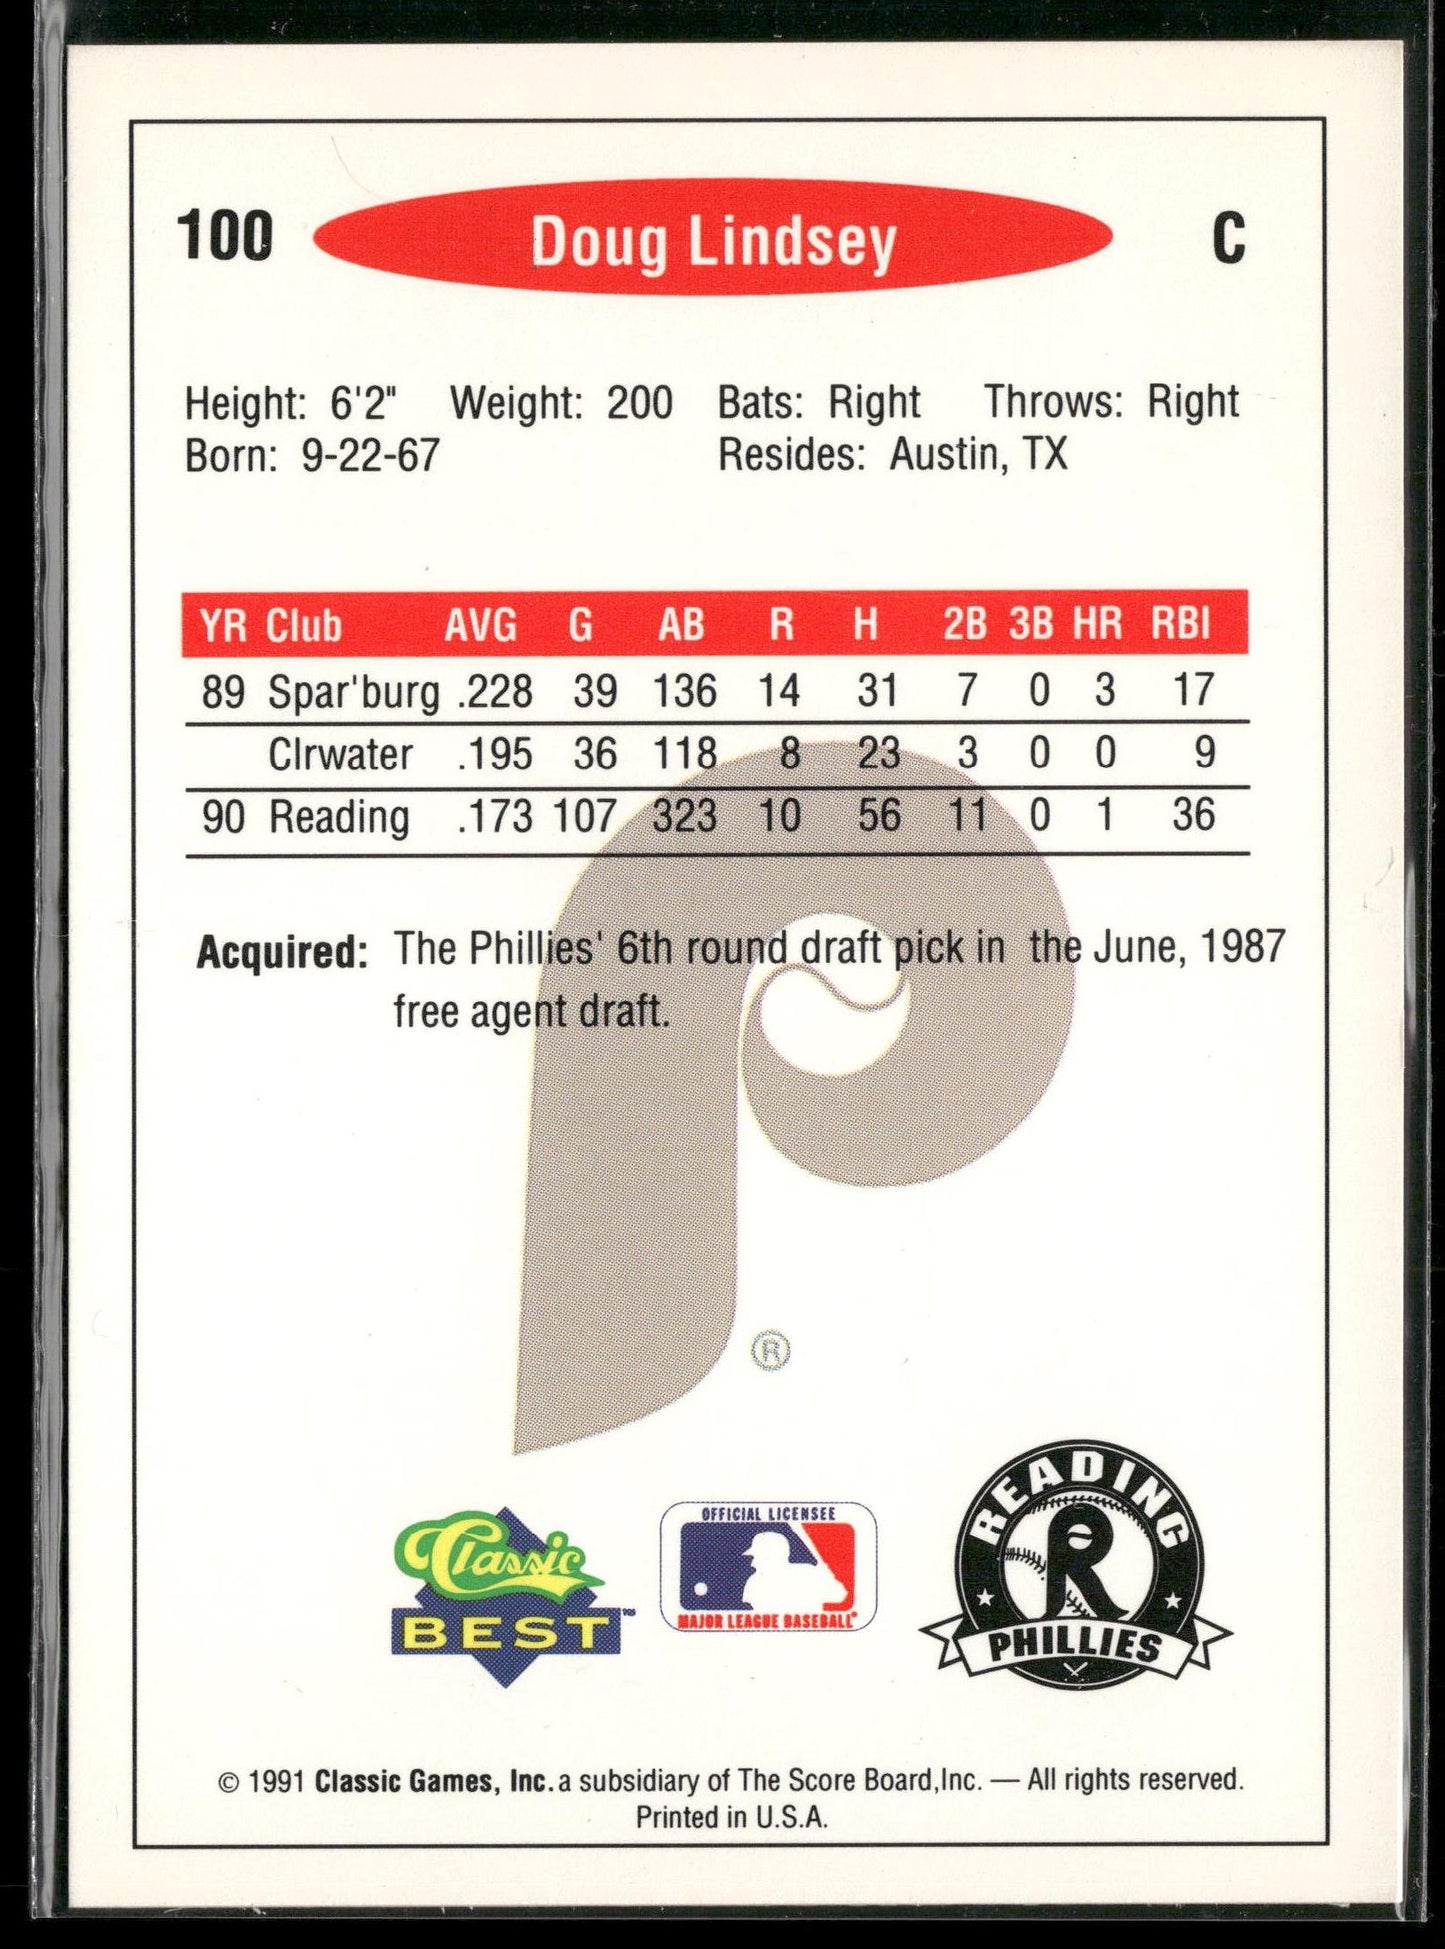 100 Doug Lindsey C
Height: 6'2" Weight: 200 Bats: Right Throws: Right
Born: 9-22-67 Resides: Austin, TX
YR Club AVG G AB R H 2B 3B HR RBI
89 Spar'burg .228 39 136 14 31 7 0 3 17
Clrwater .195 36 118 8 23 3 0 0 9
90 Reading .173 107 323 10 56 11 0 1 36
Acquired: The Phillies' 6th round draft pick in the June, 1987
free agent draft.
®
Classic
BEST™
OFFICIAL LICENSEE
MAJOR LEAGUE BASEBALL®
READING
R
PHILLIES
© 1991 Classic Games, Inc. a subsidiary of The Score Board,Inc. — All rights reserved.
Printed in U.S.A.